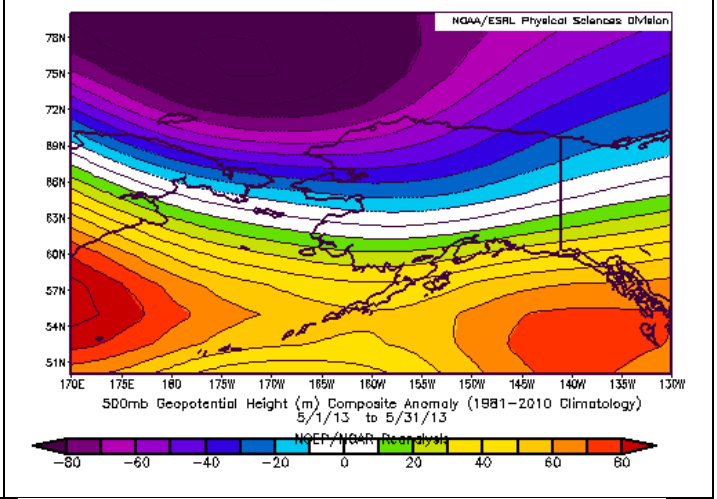 NOAA/ESRL Physical Sciences Division
78N
75N
72N
69N
66N
63N
60N
57N
54N
51N
170E 175E 180 175W 170W 165W 160W 155W 150W 145W 140W 135W 130W
500mb Geopotential Height (m) Composite Anomaly (1981-2010 Climatology)
5/1/13 to 5/31/13
NCEP/NCAR Reanalysis
-80 -60 -40 -20 0 20 40 60 80